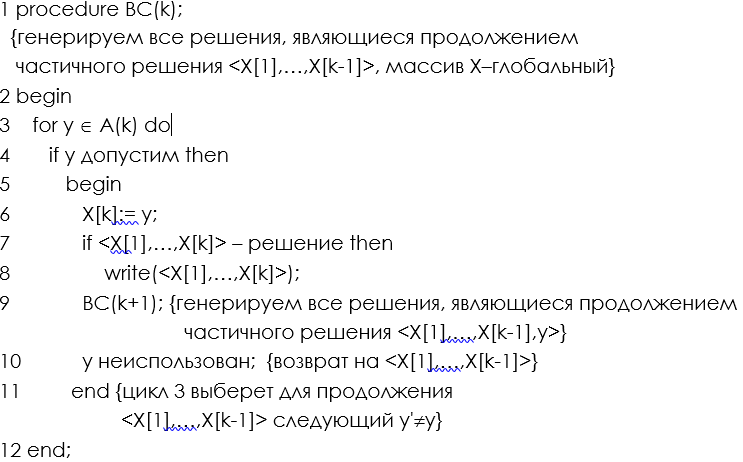 1 procedure BC(k);
{генерируем все решения, являющиеся продолжением
частичного решения <X[1],...,X[k-1]>, массив X–глобальный}
2 begin
3 for y ∈ A(k) do
4 if y допустим then
5 begin
6 X[k]:= y;
7 if <X[1],...,X[k]> – решение then
8 write(<X[1],...,X[k]>);
9 BC(k+1); {генерируем все решения, являющиеся продолжением
частичного решения <X[1],...,X[k-1],y>}
10 y неиспользован; {возврат на <X[1],...,X[k-1]>}
11 end {цикл 3 выберет для продолжения
<X[1],...,X[k-1]> следующий y'≠y}
12 end;